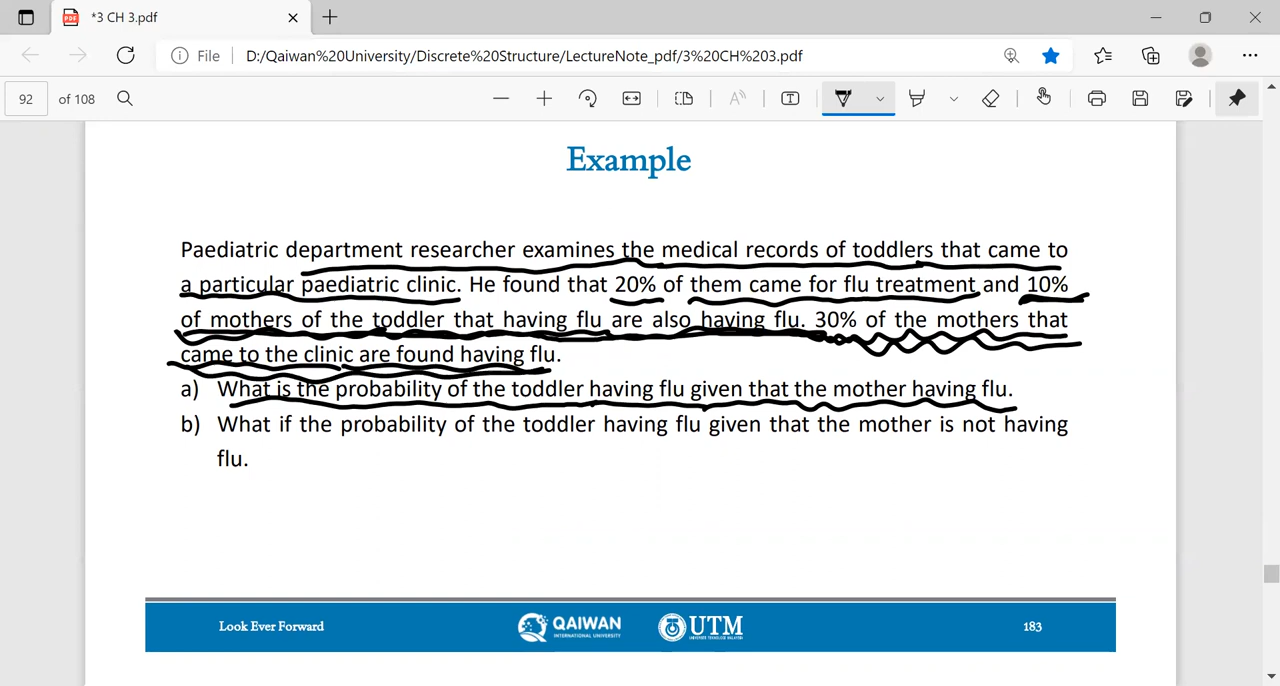 *3 CH 3.pdf
File
D:/Qaiwan%20University/Discrete%20Structure/LectureNote_pdf/3%20CH%203.pdf
92 of 108
Example
Paediatric department researcher examines the medical records of toddlers that came to
a particular paediatric clinic. He found that 20% of them came for flu treatment and 10%
of mothers of the toddler that having flu are also having flu. 30% of the mothers that
came to the clinic are found having flu.
a) What is the probability of the toddler having flu given that the mother having flu.
b) What if the probability of the toddler having flu given that the mother is not having
flu.
Look Ever Forward
QAIWAN
INTERNATIONAL UNIVERSITY
UTM
UNIVERSITI TEKNOLOGI MALAYSIA
183